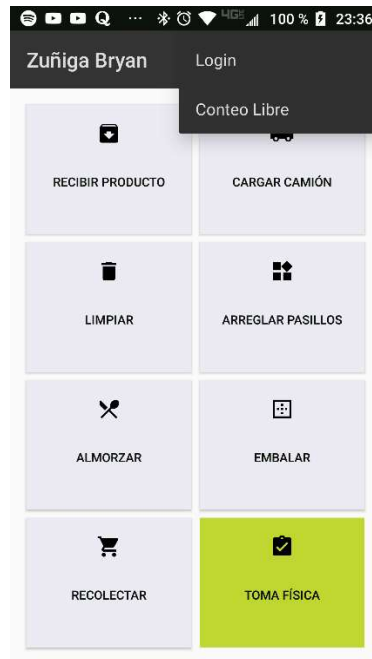 4GE 100 % 23:36
Zuñiga Bryan
Login
Conteo Libre
RECIBIR PRODUCTO
CARGAR CAMIÓN
LIMPIAR
ARREGLAR PASILLOS
ALMORZAR
EMBALAR
RECOLECTAR
TOMA FÍSICA